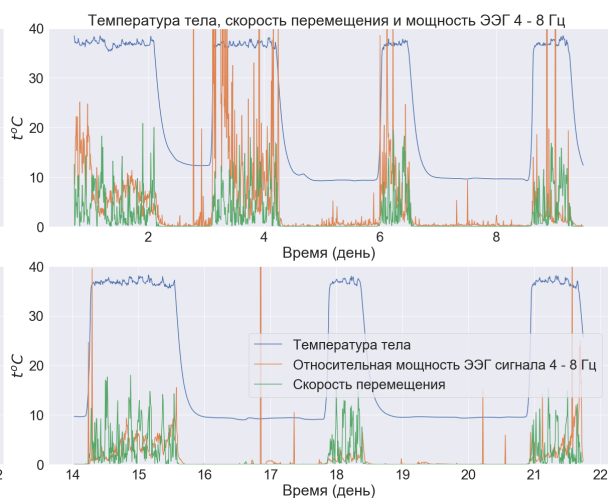 Температура тела, скорость перемещения и мощность ЭЭГ 4 - 8 Гц
40
30
20
10
0
t°C
2 4 6 8
Время (день)
40
30
20
10
0
t°C
Температура тела
Относительная мощность ЭЭГ сигнала 4 - 8 Гц
Скорость перемещения
2 14 15 16 17 18 19 20 21 22
Время (день)